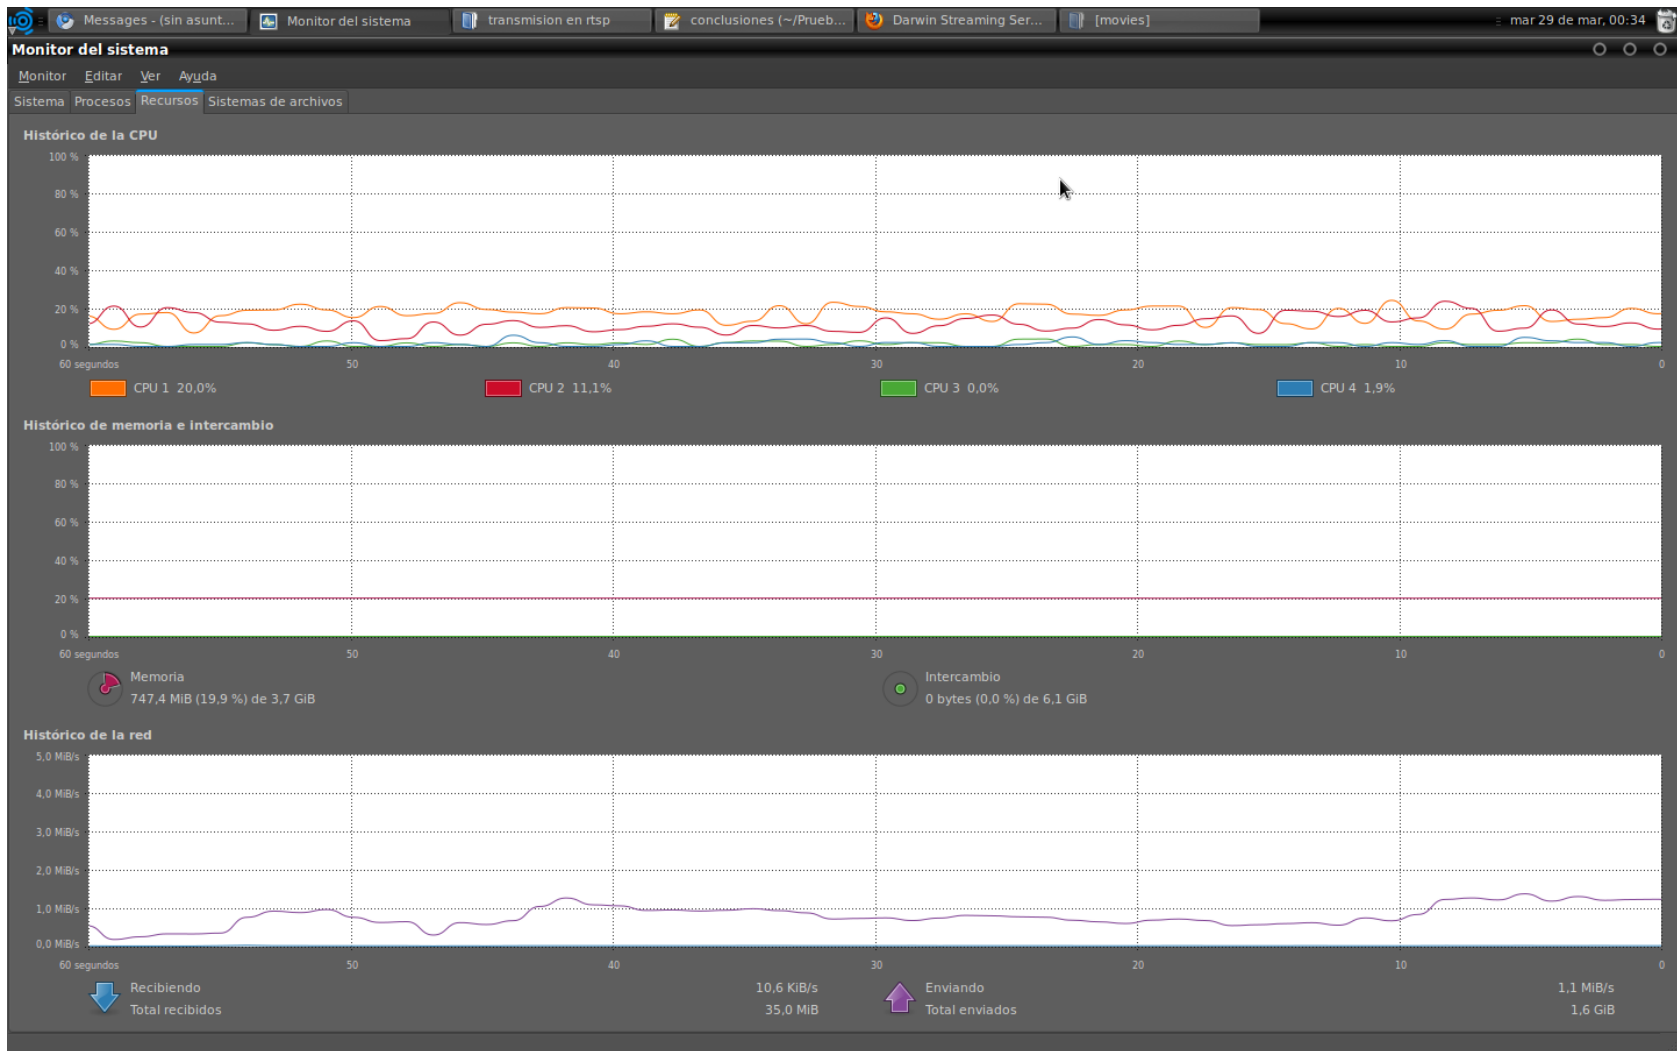 Messages - (sin asunt... Monitor del sistema transmision en rtsp conclusiones (~/Prueb... Darwin Streaming Ser... [movies] mar 29 de mar, 00:34
Monitor del sistema
Monitor Editar Ver Ayuda
Sistema Procesos Recursos Sistemas de archivos
Histórico de la CPU
100 %
80 %
60 %
40 %
20 %
0 %
60 segundos 50 40 30 20 10 0
CPU 1 20,0% CPU 2 11,1% CPU 3 0,0% CPU 4 1,9%
Histórico de memoria e intercambio
100 %
80 %
60 %
40 %
20 %
0 %
60 segundos 50 40 30 20 10 0
Memoria Intercambio
747,4 MiB (19,9 %) de 3,7 GiB 0 bytes (0,0 %) de 6,1 GiB
Histórico de la red
5,0 MiB/s
4,0 MiB/s
3,0 MiB/s
2,0 MiB/s
1,0 MiB/s
0,0 MiB/s
60 segundos 50 40 30 20 10 0
Recibiendo 10,6 KiB/s Enviando 1,1 MiB/s
Total recibidos 35,0 MiB Total enviados 1,6 GiB